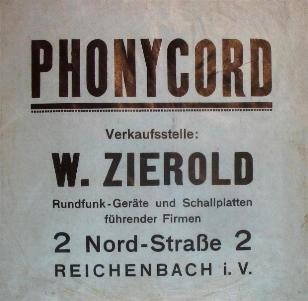 PHONYCORD
Verkaufsstelle:
W. ZIEROLD
Rundfunk-Geräte und Schallplatten
führender Firmen
2 Nord-Straße 2
REICHENBACH i. V.